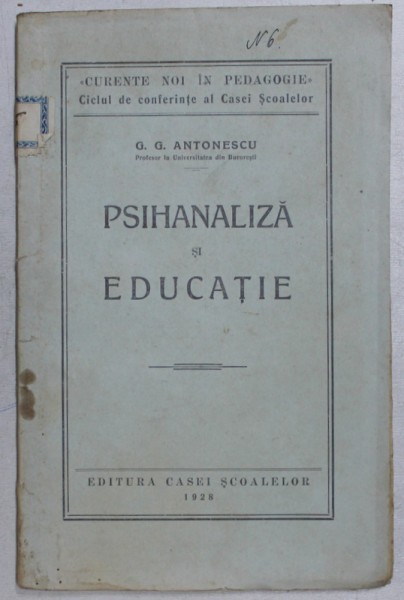 N6.
«CURENTE NOI ÎN PEDAGOGIE»
Ciclul de conferințe al Casei Școalelor
G. G. ANTONESCU
Profesor la Universitatea din București
PSIHANALIZĂ
ȘI
EDUCAȚIE
EDITURA CASEI ȘCOALELOR
1928